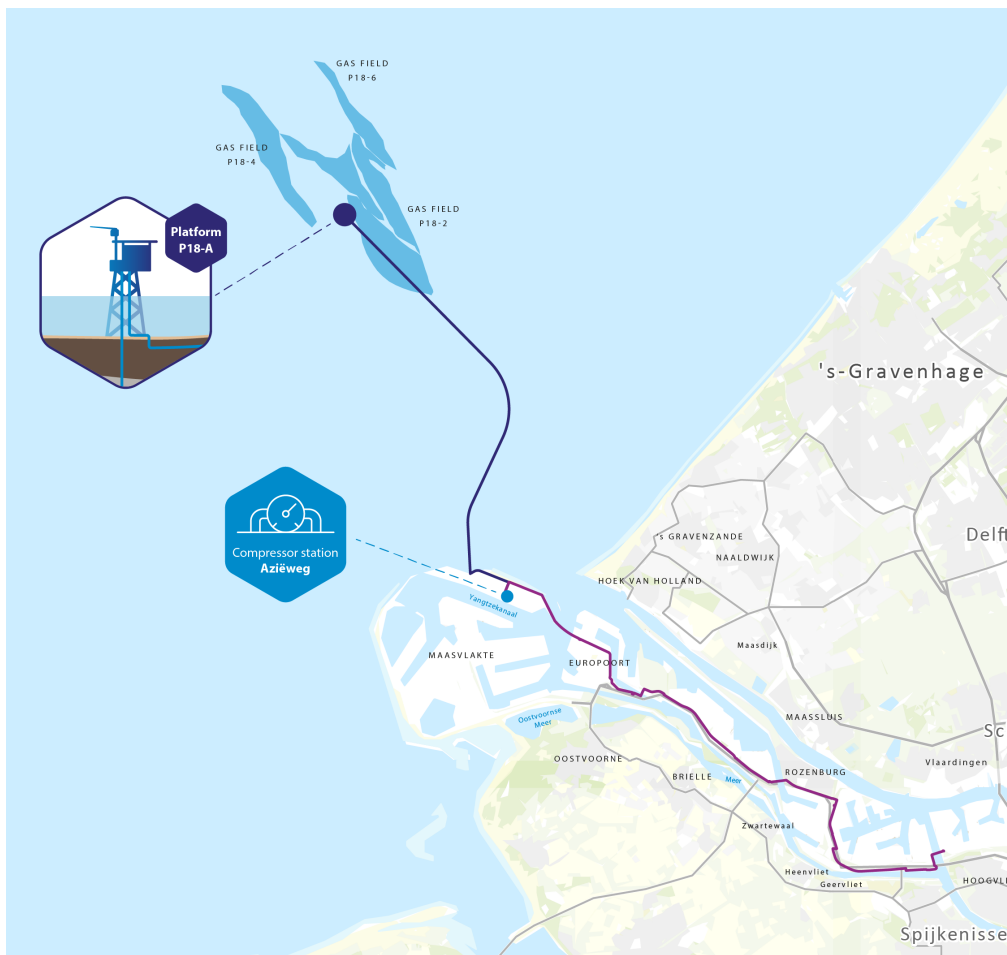 GAS FIELD
P18-6
GAS FIELD
P18-4
GAS FIELD
P18-2
Platform
P18-A
's-Gravenhage
Delft
's GRAVENZANDE
NAALDWIJK
Compressor station
Aziëweg
HOEK VAN HOLLAND
Yangtzekanaal
Maasdijk
MAASVLAKTE
EUROPOORT
Oostvoornse
Meer
MAASSLUIS
Sc
OOSTVOORNE
Vlaardingen
BRIELLE
Meer
ROZENBURG
Zwartewaal
Heenvliet
Geervliet
HOOGVLI
Spijkenisse